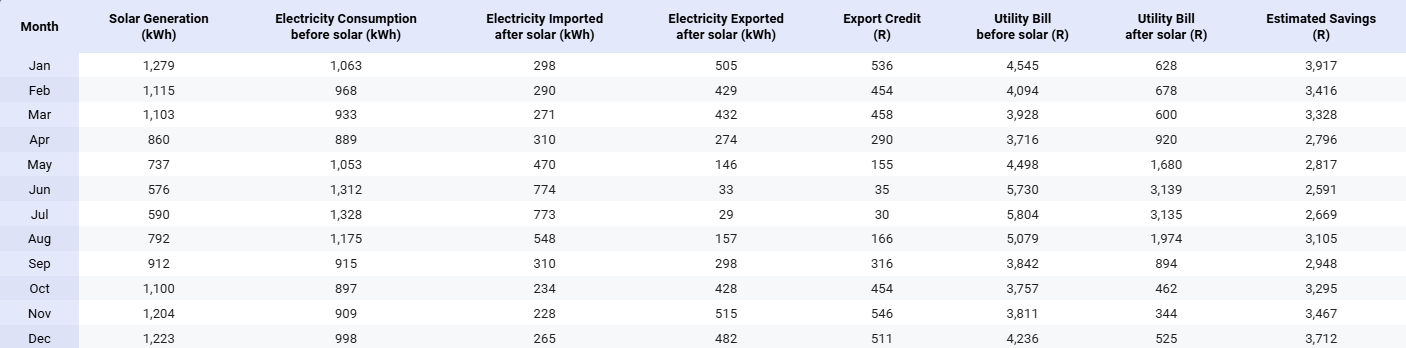 Month Solar Generation (kWh) Electricity Consumption before solar (kWh) Electricity Imported after solar (kWh) Electricity Exported after solar (kWh) Export Credit (R) Utility Bill before solar (R) Utility Bill after solar (R) Estimated Savings (R)
Jan 1,279 1,063 298 505 536 4,545 628 3,917
Feb 1,115 968 290 429 454 4,094 678 3,416
Mar 1,103 933 271 432 458 3,928 600 3,328
Apr 860 889 310 274 290 3,716 920 2,796
May 737 1,053 470 146 155 4,498 1,680 2,817
Jun 576 1,312 774 33 35 5,730 3,139 2,591
Jul 590 1,328 773 29 30 5,804 3,135 2,669
Aug 792 1,175 548 157 166 5,079 1,974 3,105
Sep 912 915 310 298 316 3,842 894 2,948
Oct 1,100 897 234 428 454 3,757 462 3,295
Nov 1,204 909 228 515 546 3,811 344 3,467
Dec 1,223 998 265 482 511 4,236 525 3,712